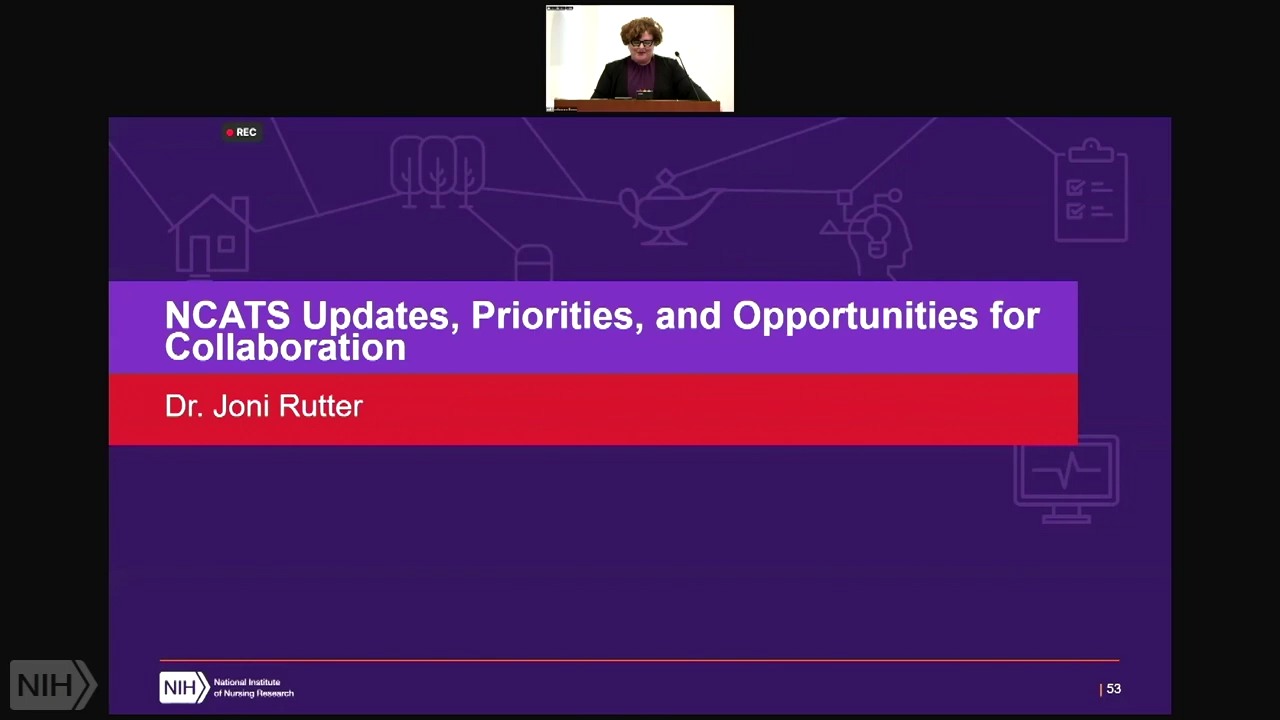 REC
NCATS Updates, Priorities, and Opportunities for
Collaboration
Dr. Joni Rutter
NIH
National Institute
of Nursing Research
| 53
NIH